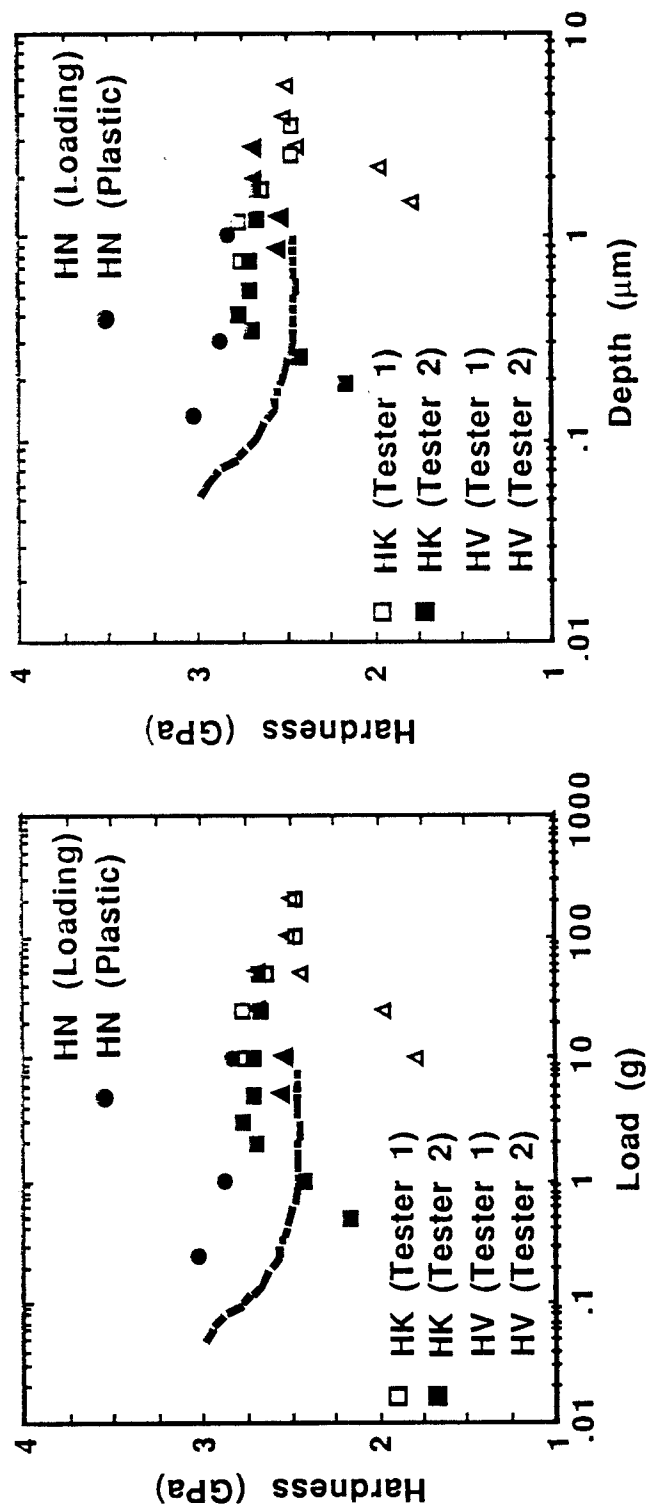 Hardness (GPa)
4
3
2
1
HN (Loading)
HN (Plastic)
HK (Tester 1)
HK (Tester 2)
HV (Tester 1)
HV (Tester 2)
.01
.1
1
10
100
1000
Load (g)
Hardness (GPa)
4
3
2
1
HN (Loading)
HN (Plastic)
HK (Tester 1)
HK (Tester 2)
HV (Tester 1)
HV (Tester 2)
.01
.1
1
10
Depth (μm)